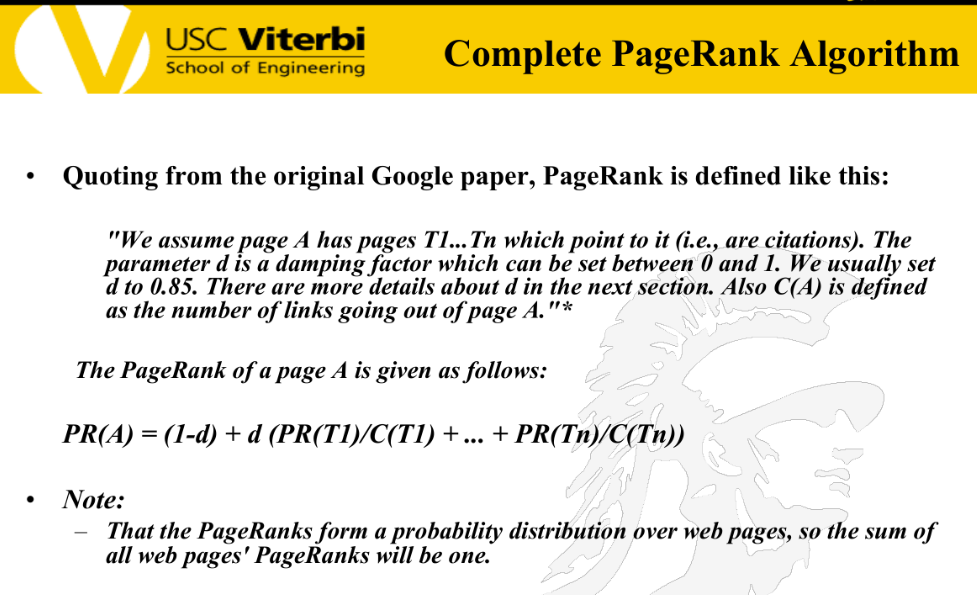 USC Viterbi
School of Engineering
Complete PageRank Algorithm
• Quoting from the original Google paper, PageRank is defined like this:
"We assume page A has pages T1...Tn which point to it (i.e., are citations). The
parameter d is a damping factor which can be set between 0 and 1. We usually set
d to 0.85. There are more details about d in the next section. Also C(A) is defined
as the number of links going out of page A."*
The PageRank of a page A is given as follows:
PR(A) = (1-d) + d (PR(T1)/C(T1) + ... + PR(Tn)/C(Tn))
• Note:
– That the PageRanks form a probability distribution over web pages, so the sum of
all web pages' PageRanks will be one.